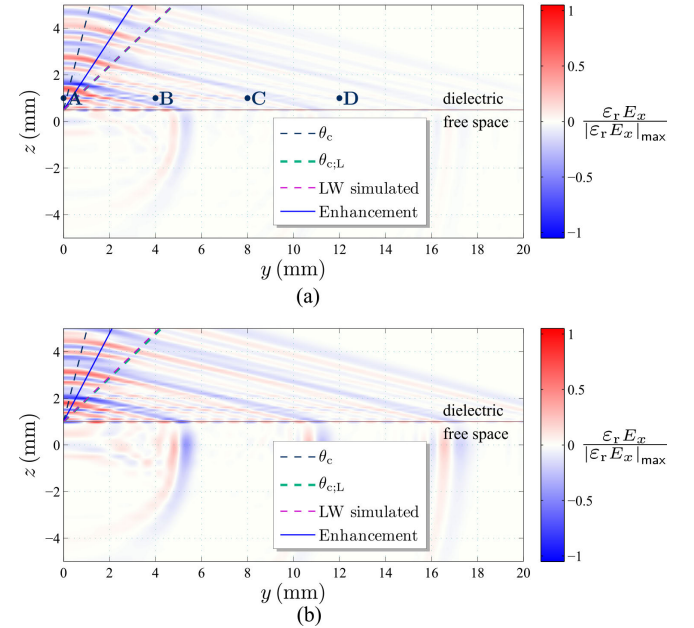 4
A B C D
dielectric
2
0
free space
−2
−4
z (mm)
θc
θc;L
LW simulated
Enhancement
0 2 4 6 8 10 12 14 16 18 20
y (mm)
1
0.5
0
−0.5
−1
εrEx
|εrEx|max
(a)
4
2
dielectric
free space
0
−2
−4
z (mm)
θc
θc;L
LW simulated
Enhancement
0 2 4 6 8 10 12 14 16 18 20
y (mm)
1
0.5
0
−0.5
−1
εrEx
|εrEx|max
(b)